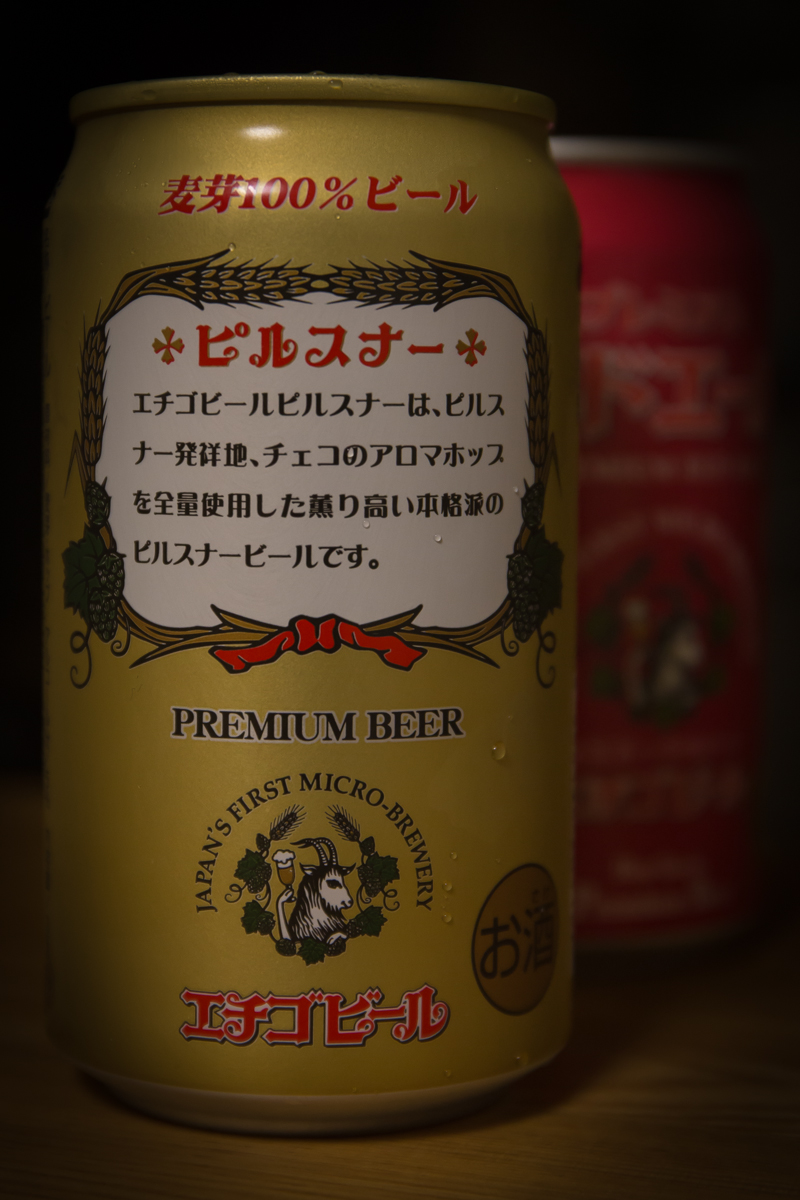 麦芽100%ビール
ピルスナー
エチゴビールピルスナーは、ピルス
ナー発祥地、チェコのアロマホップ
を全量使用した薫り高い本格派の
ピルスナービールです。
PREMIUM BEER
JAPAN'S FIRST MICRO-BREWERY
お酒
エチゴビール